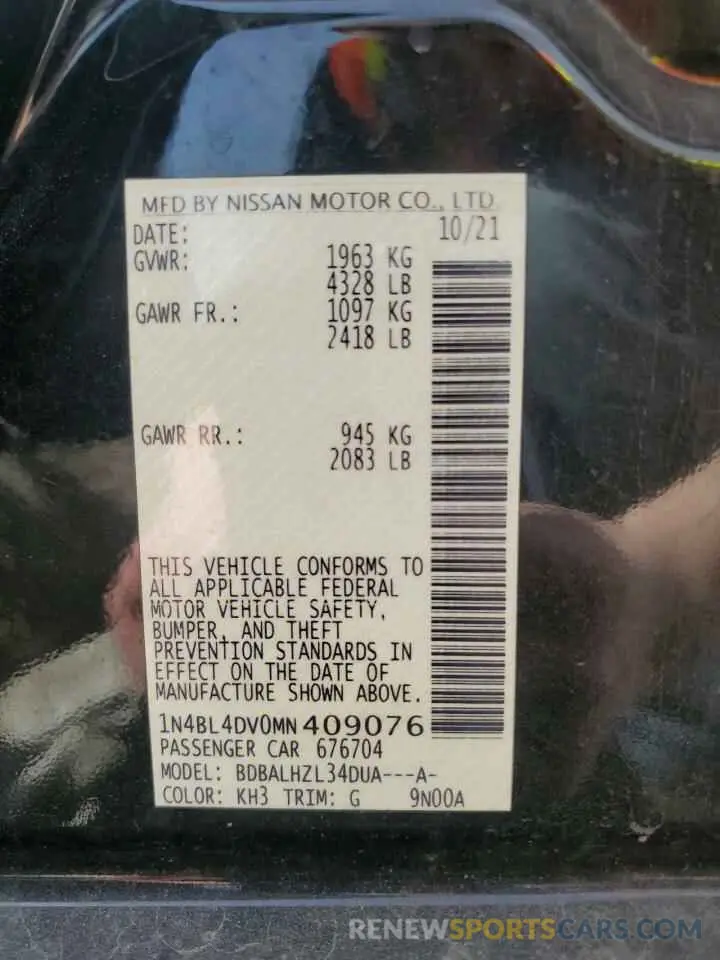 MFD BY NISSAN MOTOR CO., LTD.
DATE: 10/21
GVWR: 1963 KG
4328 LB
GAWR FR.: 1097 KG
2418 LB
GAWR RR.: 945 KG
2083 LB
THIS VEHICLE CONFORMS TO
ALL APPLICABLE FEDERAL
MOTOR VEHICLE SAFETY,
BUMPER, AND THEFT
PREVENTION STANDARDS IN
EFFECT ON THE DATE OF
MANUFACTURE SHOWN ABOVE.
1N4BL4DV0MN409076
PASSENGER CAR 676704
MODEL: BDBALHZL34DUA---A-
COLOR: KH3 TRIM: G 9N00A
RENEWSPORTSCARS.COM